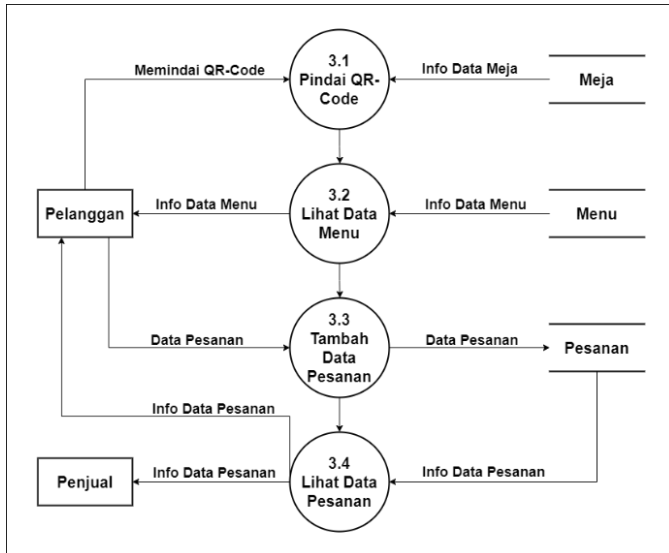 3.1
Pindai QR-
Code
Memindai QR-Code
Info Data Meja
Meja
3.2
Lihat Data
Menu
Pelanggan
Info Data Menu
Info Data Menu
Menu
3.3
Tambah
Data
Pesanan
Data Pesanan
Data Pesanan
Pesanan
Info Data Pesanan
3.4
Lihat Data
Pesanan
Penjual
Info Data Pesanan
Info Data Pesanan